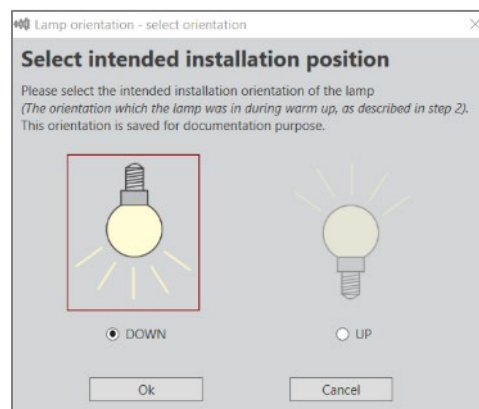 Lamp orientation - select orientation
Select intended installation position
Please select the intended installation orientation of the lamp
(The orientation which the lamp was in during warm up, as described in step 2).
This orientation is saved for documentation purpose.
DOWN
UP
Ok
Cancel